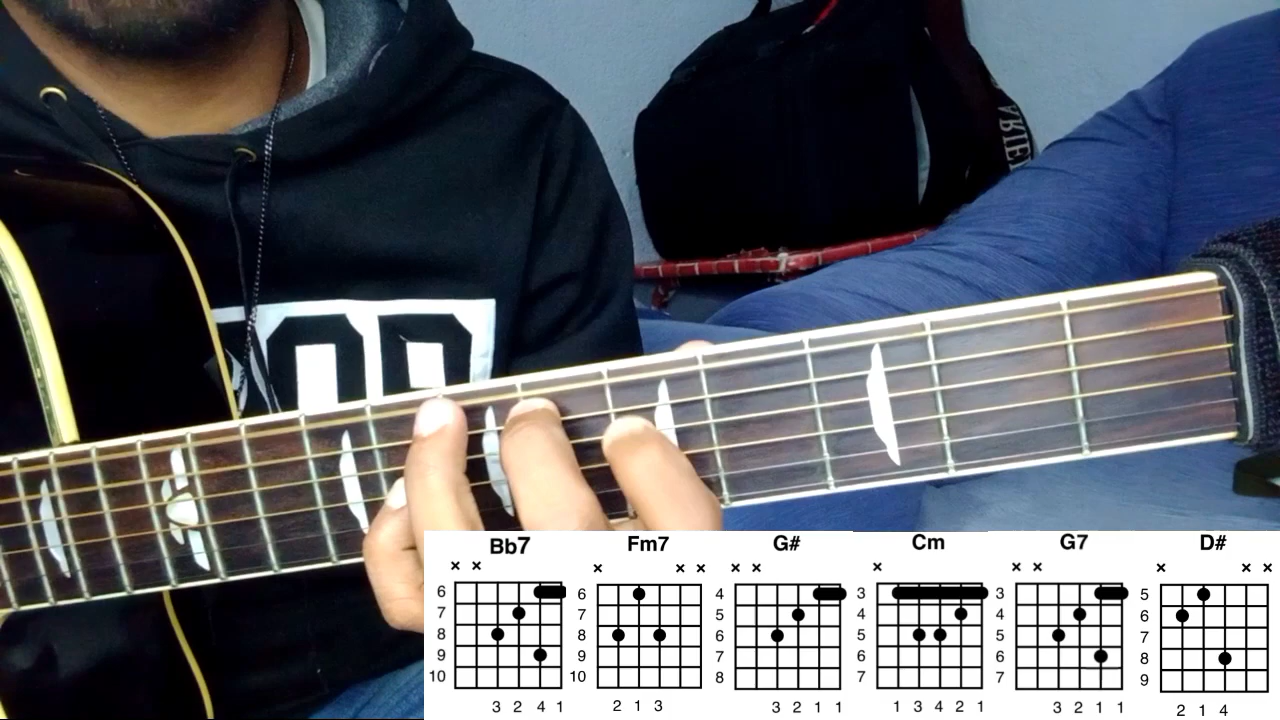 Bb7 Fm7 G# Cm G7 D#
× × × × × × × × × × × × ×
6 6 4 3 3 5
7 7 5 4 4 6
8 8 6 5 5 7
9 9 7 6 6 8
10 10 8 7 7 9
3 2 4 1 2 1 3 3 2 1 1 1 3 4 2 1 3 2 1 1 2 1 4